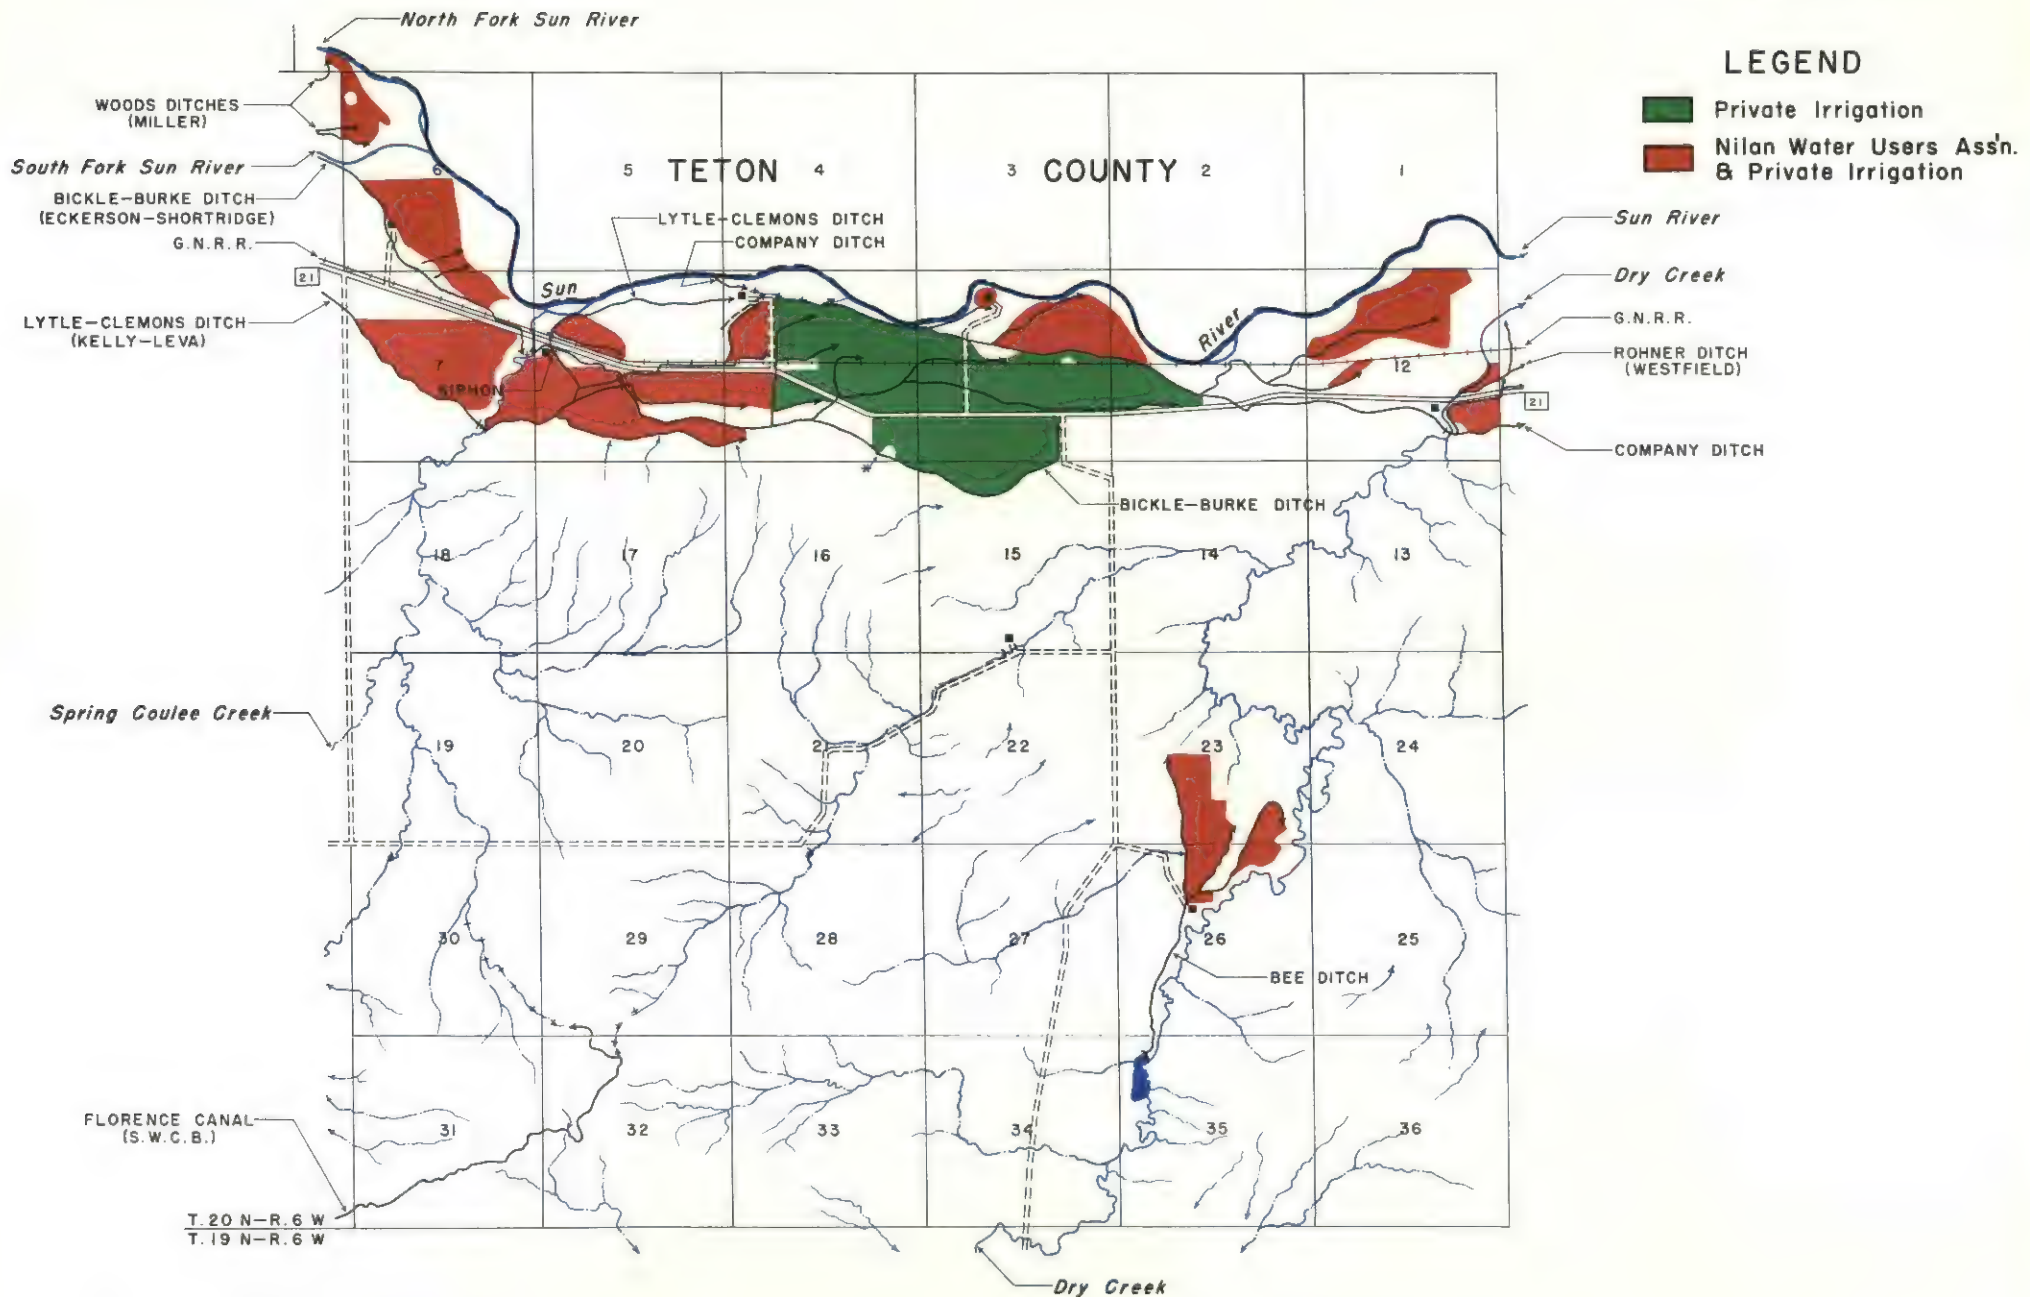 North Fork Sun River
LEGEND
WOODS DITCHES
(MILLER)
Private Irrigation
Nilan Water Users Ass'n.
& Private Irrigation
South Fork Sun River
6
5
TETON
4
3
COUNTY
2
1
BICKLE-BURKE DITCH
(ECKERSON-SHORTRIDGE)
LYTLE-CLEMONS DITCH
COMPANY DITCH
Sun River
G.N.R.R.
21
Sun
Dry Creek
LYTLE-CLEMONS DITCH
(KELLY-LEVA)
River
G.N.R.R.
7
SIPHON
12
ROHNER DITCH
(WESTFIELD)
21
COMPANY DITCH
*
BICKLE-BURKE DITCH
18
17
16
15
14
13
Spring Coulee Creek
19
20
2
22
23
24
30
29
28
27
26
25
BEE DITCH
FLORENCE CANAL
(S.W.C.B.)
31
32
33
34
35
36
T. 20 N-R. 6 W
T. 19 N-R. 6 W
Dry Creek